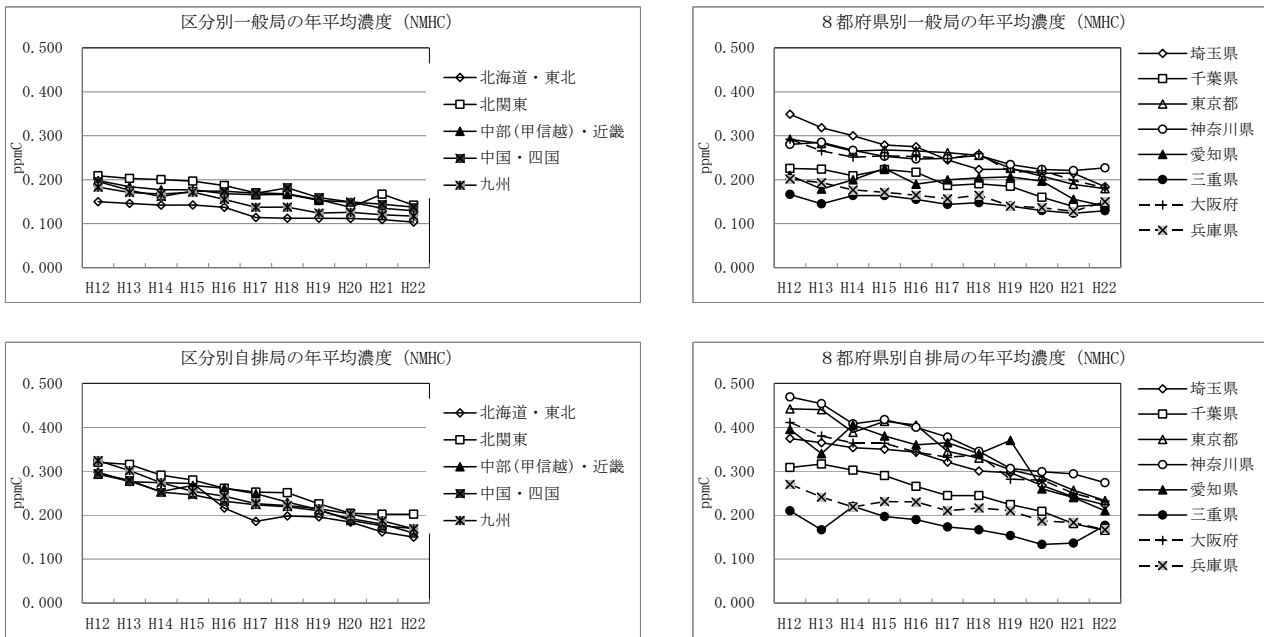 区分別一般局の年平均濃度 (NMHC)
0.500
0.400
0.300
0.200
0.100
0.000
ppmC
H12 H13 H14 H15 H16 H17 H18 H19 H20 H21 H22
北海道・東北
北関東
中部(甲信越)・近畿
中国・四国
九州
8都府県別一般局の年平均濃度 (NMHC)
0.500
0.400
0.300
0.200
0.100
0.000
ppmC
H12 H13 H14 H15 H16 H17 H18 H19 H20 H21 H22
埼玉県
千葉県
東京都
神奈川県
愛知県
三重県
大阪府
兵庫県
区分別自排局の年平均濃度 (NMHC)
0.500
0.400
0.300
0.200
0.100
0.000
ppmC
H12 H13 H14 H15 H16 H17 H18 H19 H20 H21 H22
北海道・東北
北関東
中部(甲信越)・近畿
中国・四国
九州
8都府県別自排局の年平均濃度 (NMHC)
0.500
0.400
0.300
0.200
0.100
0.000
ppmC
H12 H13 H14 H15 H16 H17 H18 H19 H20 H21 H22
埼玉県
千葉県
東京都
神奈川県
愛知県
三重県
大阪府
兵庫県